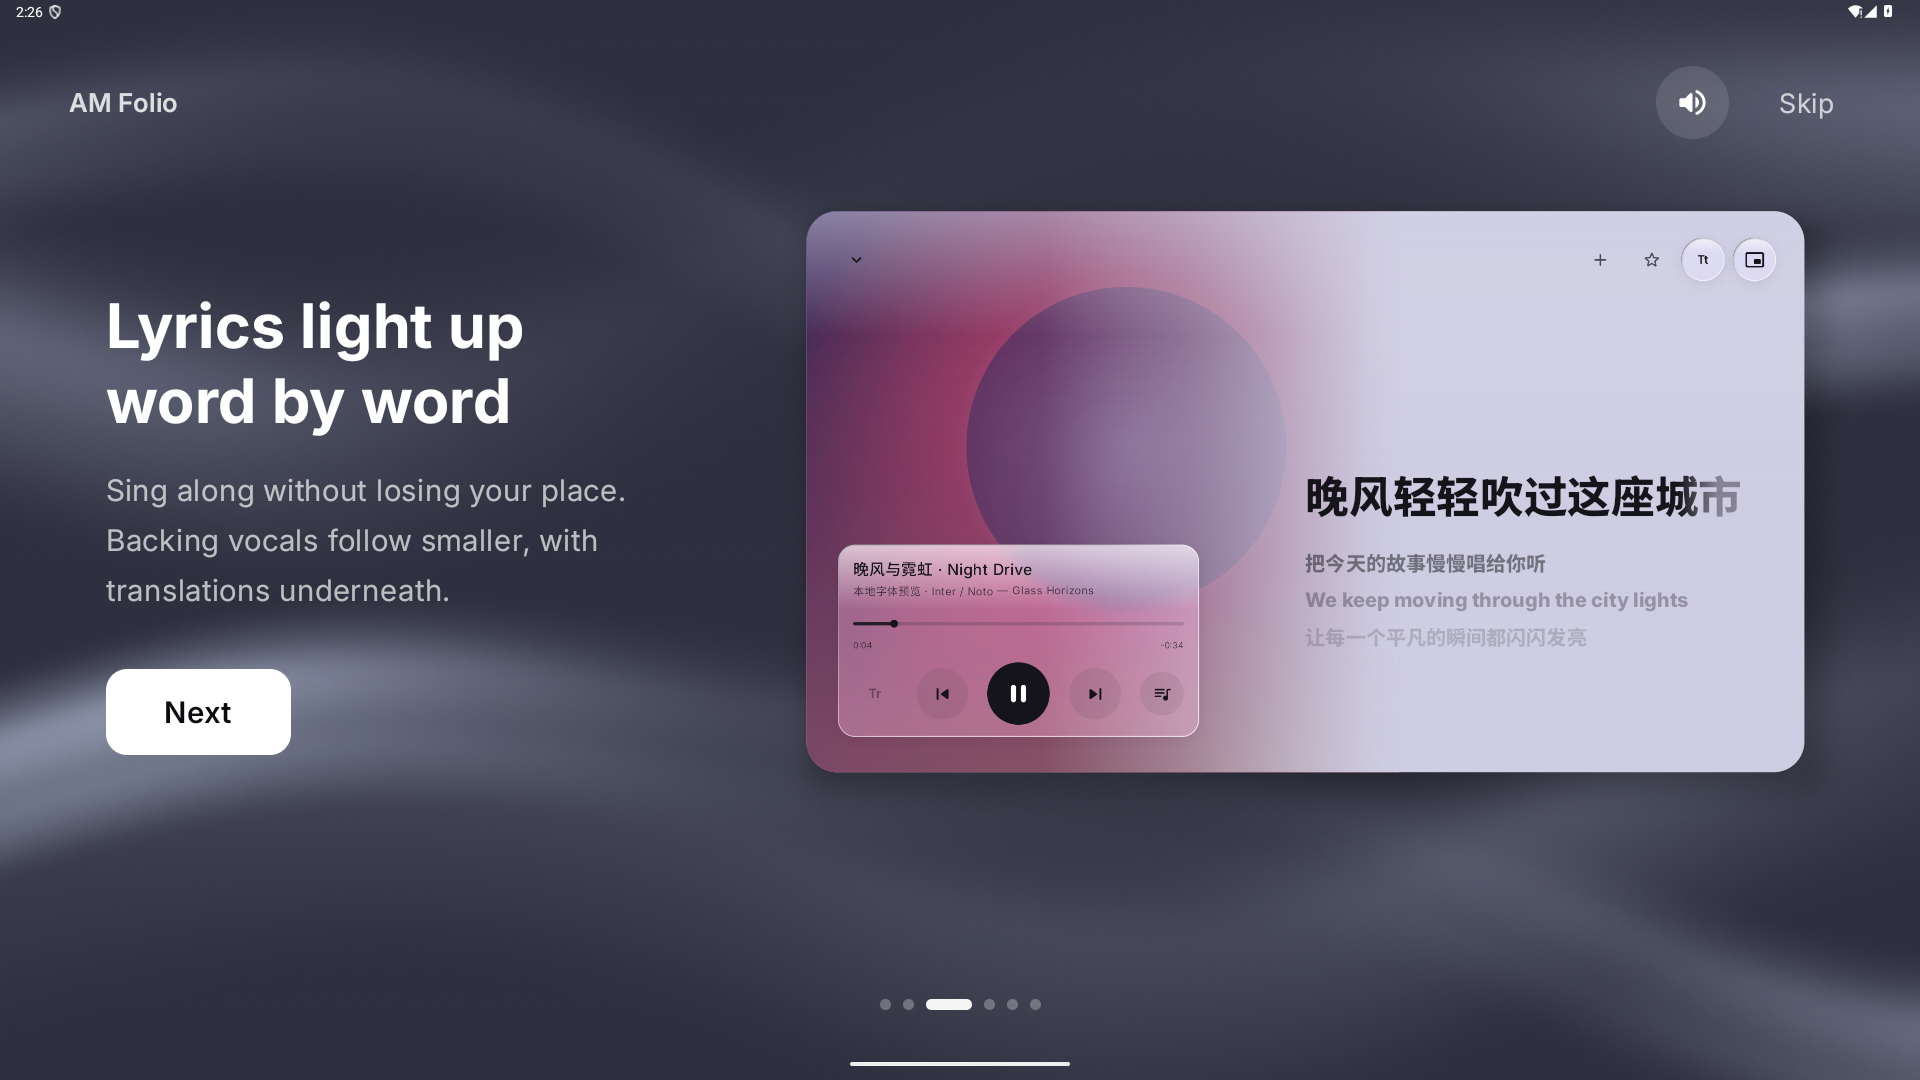 2:26
AM Folio
Skip
Lyrics light up
word by word
Sing along without losing your place.
Backing vocals follow smaller, with
translations underneath.
Next
Tt
晚风轻轻吹过这座城市
把今天的故事慢慢唱给你听
We keep moving through the city lights
让每一个平凡的瞬间都闪闪发亮
晚风与霓虹 · Night Drive
本地字体预览 · Inter / Noto — Glass Horizons
0:04
-0:34
Tr